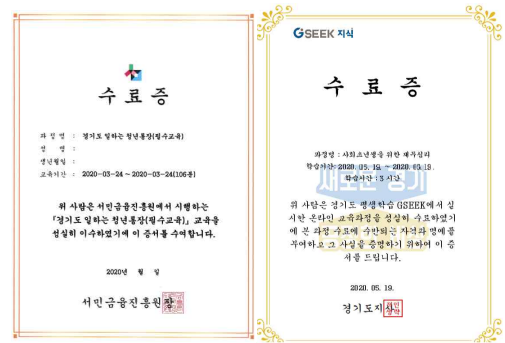 수 료 증
과 정 명 : 경기도 일하는 청년통장(필수교육)
성 명 :
생년월일 :
교육기간 : 2020-03-24 ~ 2020-03-24(106분)
위 사람은 서민금융진흥원에서 시행하는
『경기도 일하는 청년통장(필수교육)』 교육을
성실히 이수하였기에 이 증서를 수여합니다.
2020년 월 일
서민금융진흥원장
GSEEK 지식
수 료 증
과정명 : 사회초년생을 위한 재무심리
학습기간: 2020. 05. 19. ~ 2020. 05. 19.
학습시간 : 3 시간
새로운 경기
위 사람은 경기도 평생학습 GSEEK에서 실
시한 온라인 교육과정을 성실히 수료하였기
에 본 과정 수료에 수반되는 자격과 명예를
부여하고 그 사실을 증명하기 위하여 이 증
서를 드립니다.
2020. 05. 19.
경기도지사